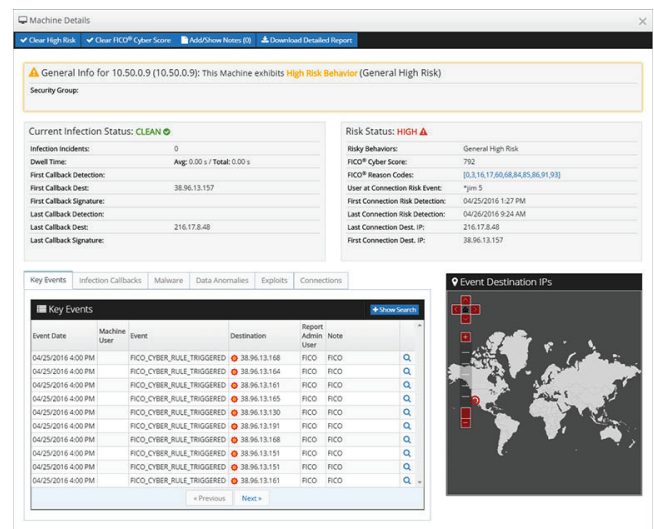 Machine Details
Clear High Risk Clear FICO® Cyber Score Add/Show Notes (0) Download Detailed Report
General Info for 10.50.0.9 (10.50.0.9): This Machine exhibits High Risk Behavior (General High Risk)
Security Group:
Current Infection Status: CLEAN
Infection Incidents: 0
Dwell Time: Avg: 0.00 s / Total: 0.00 s
First Callback Detection:
First Callback Dest: 38.96.13.157
First Callback Signature:
Last Callback Detection:
Last Callback Dest: 216.17.8.48
Last Callback Signature:
Risk Status: HIGH
Risky Behaviors: General High Risk
FICO® Cyber Score: 792
FICO® Reason Codes: [0,3,16,17,60,68,84,85,86,91,93]
User at Connection Risk Event: *jim 5
First Connection Risk Detection: 04/25/2016 1:27 PM
Last Connection Risk Detection: 04/26/2016 9:24 AM
Last Connection Dest. IP: 216.17.8.48
First Connection Dest. IP: 38.96.13.157
Key Events Infection Callbacks Malware Data Anomalies Exploits Connections
Key Events
+ Show Search
Event Date Machine User Event Destination Report Admin User Note
04/25/2016 4:00 PM FICO_CYBER_RULE_TRIGGERED 38.96.13.168 FICO FICO
04/25/2016 4:00 PM FICO_CYBER_RULE_TRIGGERED 38.96.13.164 FICO FICO
04/25/2016 4:00 PM FICO_CYBER_RULE_TRIGGERED 38.96.13.161 FICO FICO
04/25/2016 4:00 PM FICO_CYBER_RULE_TRIGGERED 38.96.13.165 FICO FICO
04/25/2016 4:00 PM FICO_CYBER_RULE_TRIGGERED 38.96.13.130 FICO FICO
04/25/2016 4:00 PM FICO_CYBER_RULE_TRIGGERED 38.96.13.191 FICO FICO
04/25/2016 4:00 PM FICO_CYBER_RULE_TRIGGERED 38.96.13.168 FICO FICO
04/25/2016 4:00 PM FICO_CYBER_RULE_TRIGGERED 38.96.13.151 FICO FICO
04/25/2016 4:00 PM FICO_CYBER_RULE_TRIGGERED 38.96.13.151 FICO FICO
04/25/2016 4:00 PM FICO_CYBER_RULE_TRIGGERED 38.96.13.161 FICO FICO
« Previous Next »
Event Destination IPs